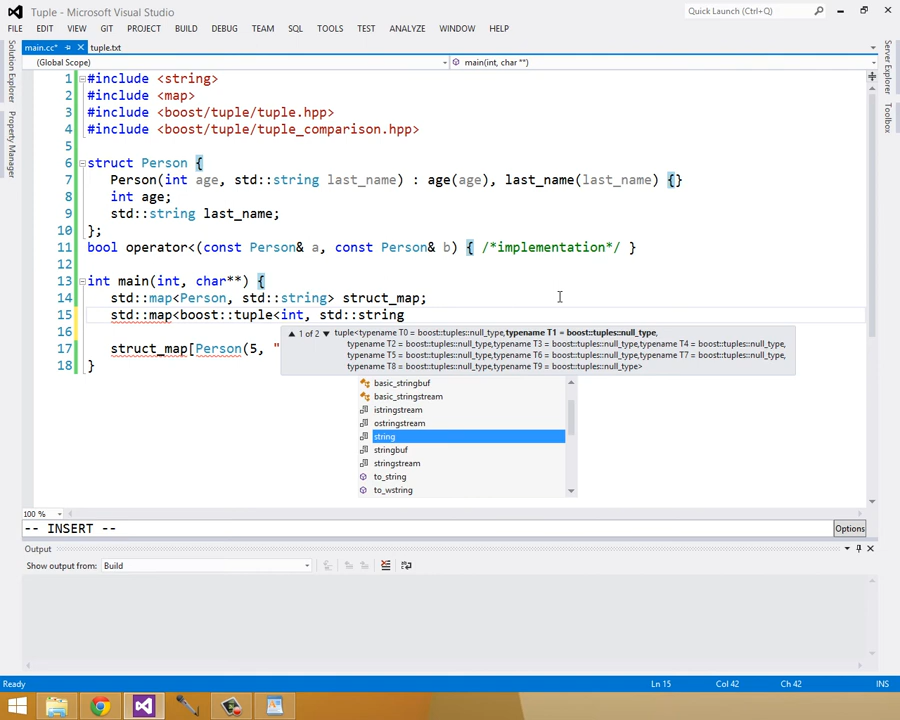 Tuple - Microsoft Visual Studio
Quick Launch (Ctrl+Q)
FILE EDIT VIEW GIT PROJECT BUILD DEBUG TEAM SQL TOOLS TEST ANALYZE WINDOW HELP
main.cc* tuple.txt
(Global Scope) main(int, char **)
Solution Explorer
Property Manager
Server Explorer
Toolbox
1 #include <string>
2 #include <map>
3 #include <boost/tuple/tuple.hpp>
4 #include <boost/tuple/tuple_comparison.hpp>
5
6 struct Person {
7 Person(int age, std::string last_name) : age(age), last_name(last_name) {}
8 int age;
9 std::string last_name;
10 };
11 bool operator<(const Person& a, const Person& b) { /*implementation*/ }
12
13 int main(int, char**) {
14 std::map<Person, std::string> struct_map;
15 std::map<boost::tuple<int, std::string
16
17 struct_map[Person(5, "
18 }
1 of 2 tuple<typename T0 = boost::tuples::null_type,typename T1 = boost::tuples::null_type,
typename T2 = boost::tuples::null_type,typename T3 = boost::tuples::null_type,typename T4 = boost::tuples::null_type,
typename T5 = boost::tuples::null_type,typename T6 = boost::tuples::null_type,typename T7 = boost::tuples::null_type,
typename T8 = boost::tuples::null_type,typename T9 = boost::tuples::null_type>
basic_stringbuf
basic_stringstream
istringstream
ostringstream
string
stringbuf
stringstream
to_string
to_wstring
100 %
-- INSERT --
Options
Output
Show output from: Build
Ready Ln 15 Col 42 Ch 42 INS